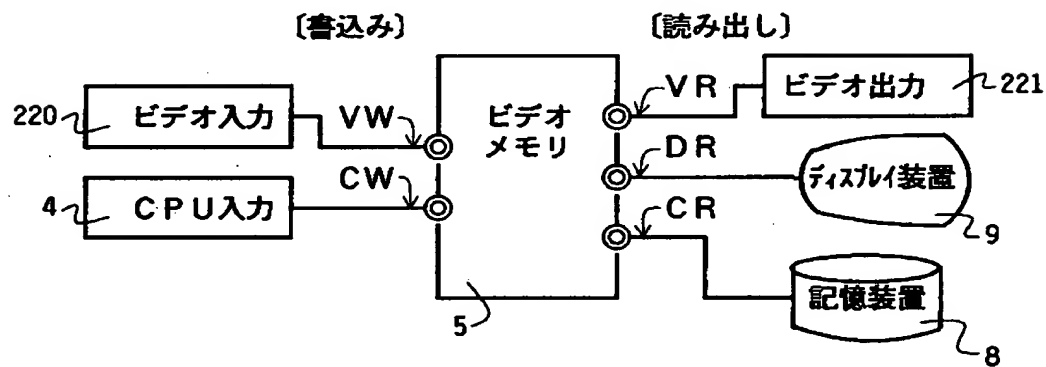 〔書込み〕
〔読み出し〕
220
ビデオ入力
VW
ビデオ
メモリ
VR
ビデオ出力
221
4
CPU入力
CW
DR
ディスプレイ装置
9
CR
5
記憶装置
8